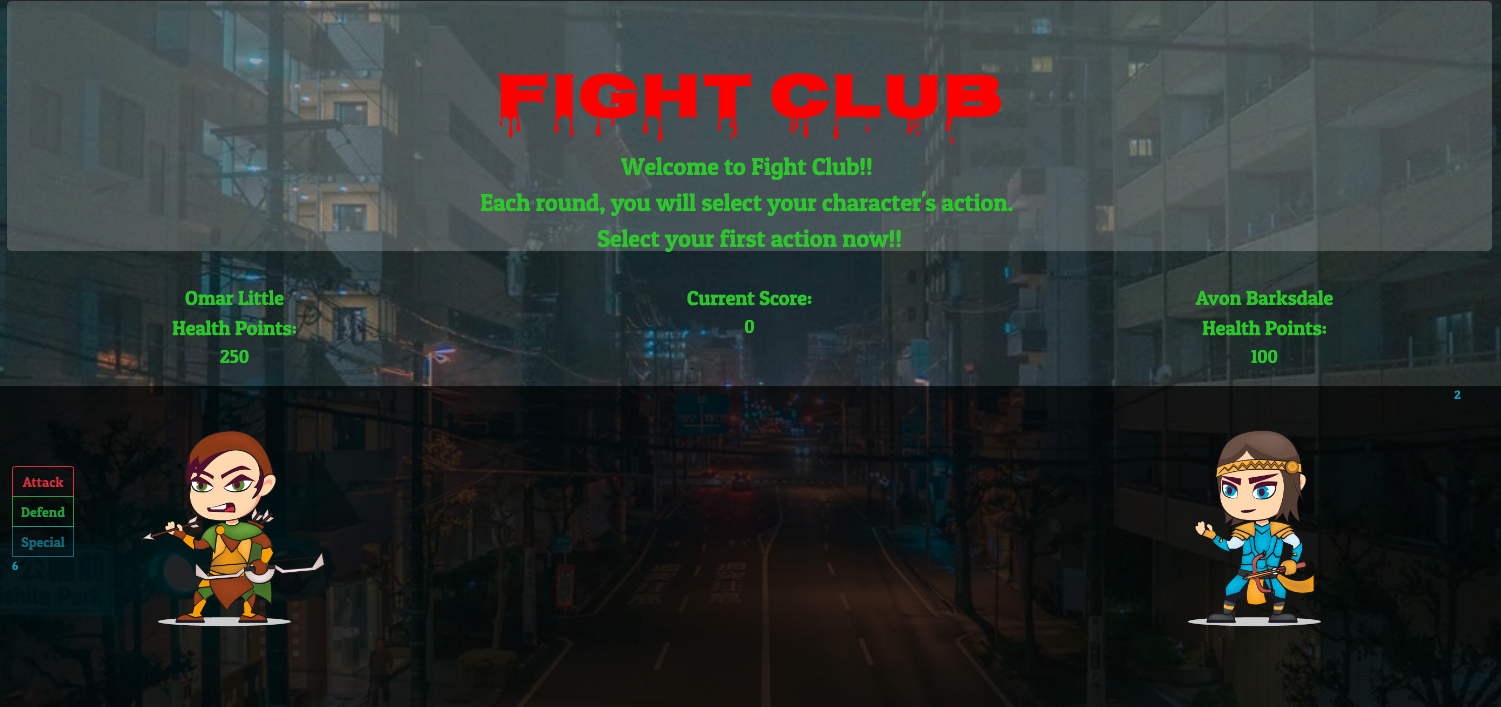 FIGHT CLUB
Welcome to Fight Club!!
Each round, you will select your character's action.
Select your first action now!!
Omar Little
Health Points:
250
Current Score:
0
Avon Barksdale
Health Points:
100
2
Attack
Defend
Special
6